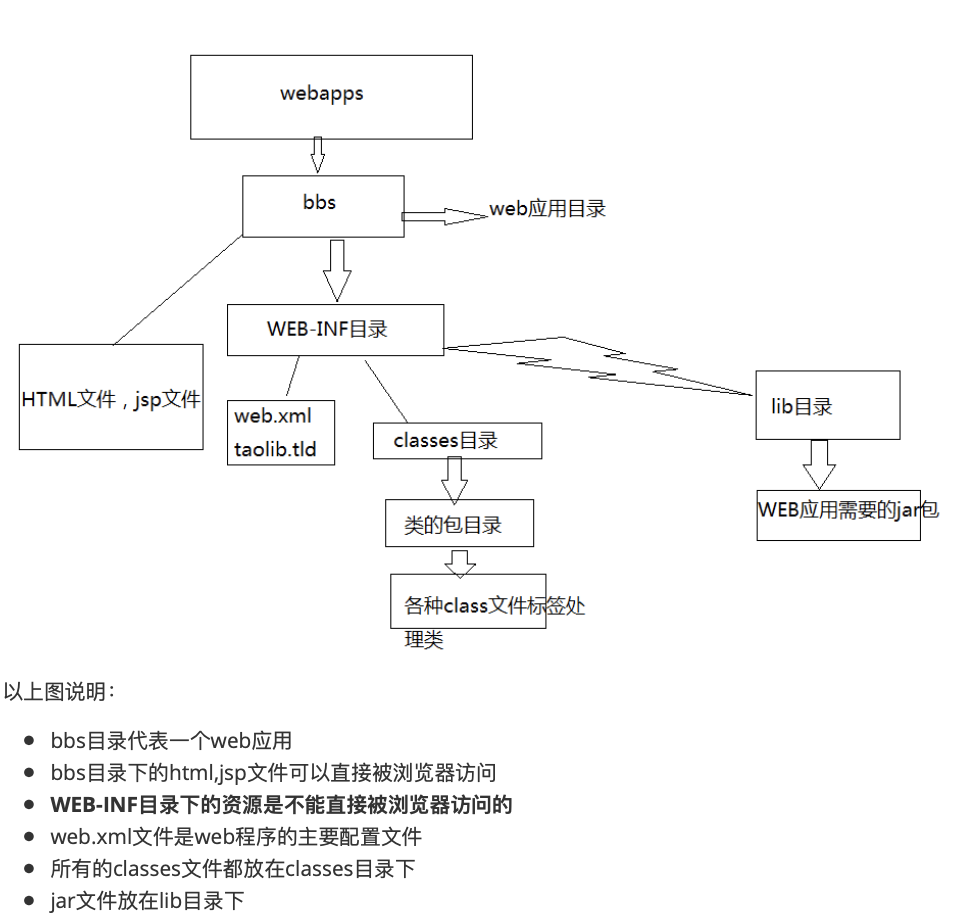 webapps
bbs
web应用目录
WEB-INF目录
HTML文件，jsp文件
web.xml
taolib.tld
classes目录
lib目录
类的包目录
WEB应用需要的jar包
各种class文件标签处
理类
以上图说明：
bbs目录代表一个web应用
bbs目录下的html,jsp文件可以直接被浏览器访问
WEB-INF目录下的资源是不能直接被浏览器访问的
web.xml文件是web程序的主要配置文件
所有的classes文件都放在classes目录下
jar文件放在lib目录下